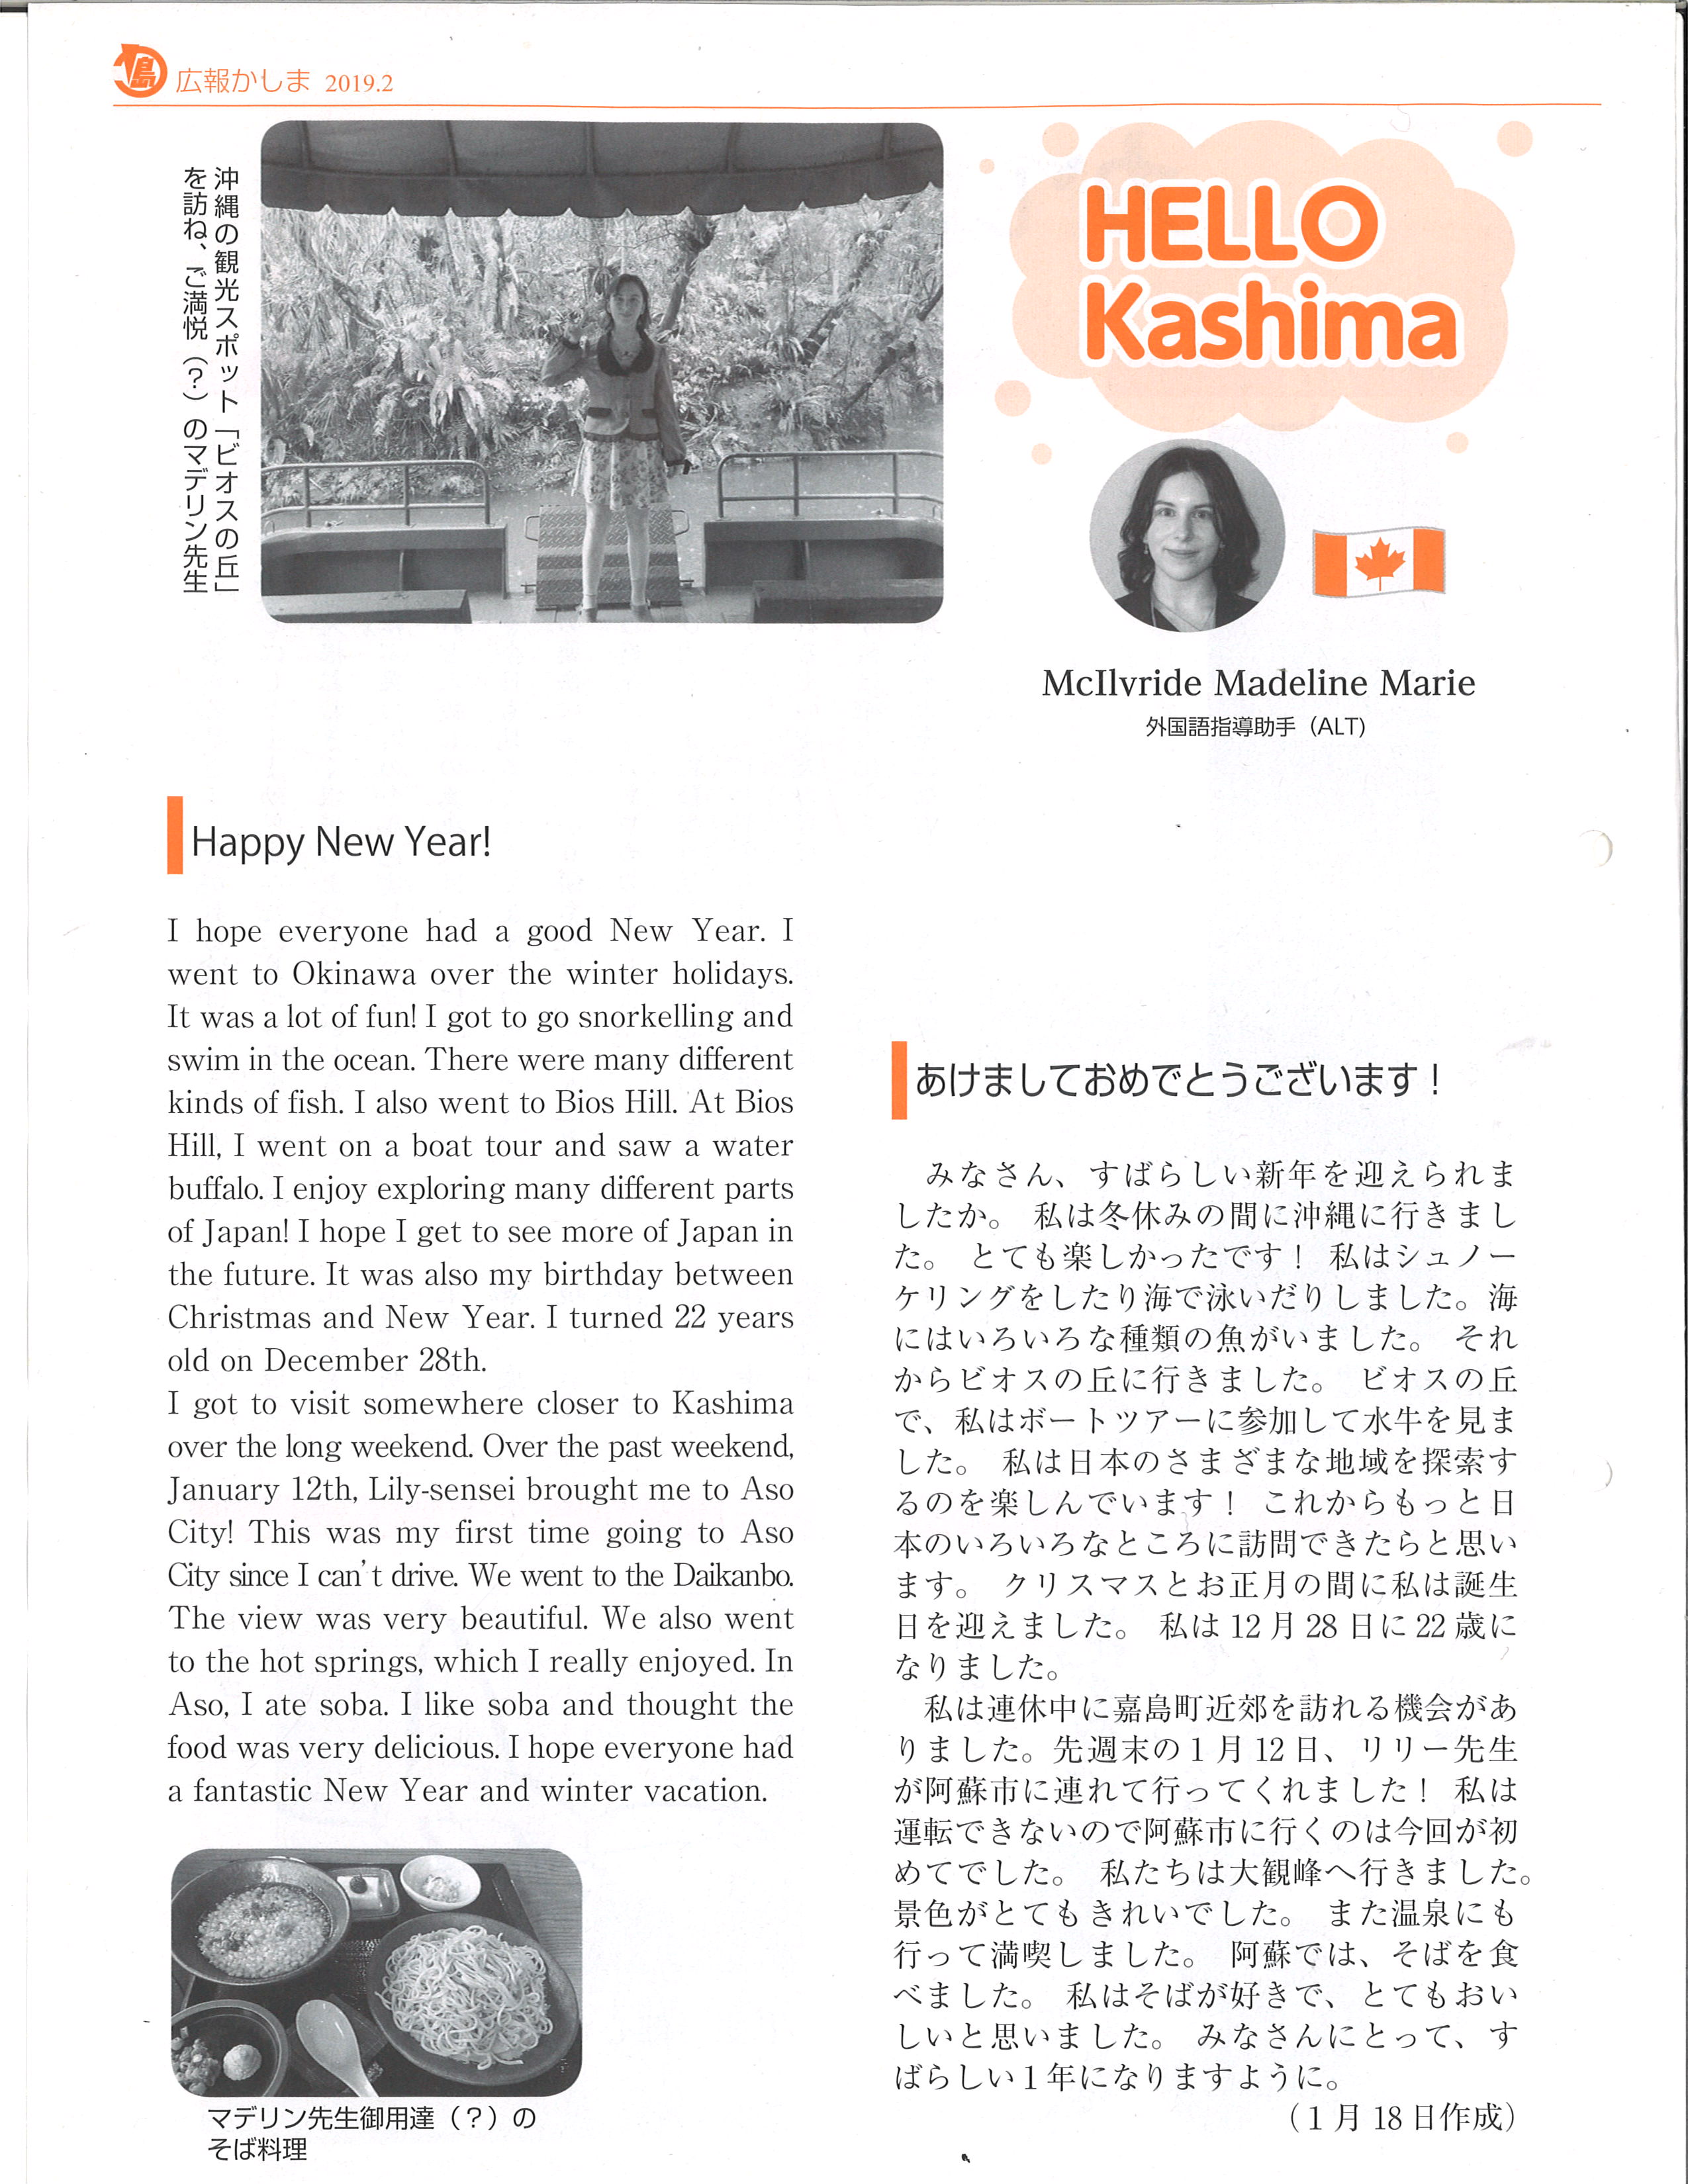 広報かしま 2019.2
沖縄の観光スポット「ビオスの丘」
を訪ね、ご満悦（？）のマデリン先生
HELLO
Kashima
McIlvride Madeline Marie
外国語指導助手（ALT）
Happy New Year!
I hope everyone had a good New Year. I
went to Okinawa over the winter holidays.
It was a lot of fun! I got to go snorkelling and
swim in the ocean. There were many different
kinds of fish. I also went to Bios Hill. At Bios
Hill, I went on a boat tour and saw a water
buffalo. I enjoy exploring many different parts
of Japan! I hope I get to see more of Japan in
the future. It was also my birthday between
Christmas and New Year. I turned 22 years
old on December 28th.
I got to visit somewhere closer to Kashima
over the long weekend. Over the past weekend,
January 12th, Lily-sensei brought me to Aso
City! This was my first time going to Aso
City since I can't drive. We went to the Daikanbo.
The view was very beautiful. We also went
to the hot springs, which I really enjoyed. In
Aso, I ate soba. I like soba and thought the
food was very delicious. I hope everyone had
a fantastic New Year and winter vacation.
マデリン先生御用達（？）の
そば料理
あけましておめでとうございます！
みなさん、すばらしい新年を迎えられま
したか。 私は冬休みの間に沖縄に行きまし
た。 とても楽しかったです！ 私はシュノー
ケリングをしたり海で泳いだりしました。海
にはいろいろな種類の魚がいました。 それ
からビオスの丘に行きました。 ビオスの丘
で、私はボートツアーに参加して水牛を見ま
した。 私は日本のさまざまな地域を探索す
るのを楽しんでいます！ これからもっと日
本のいろいろなところに訪問できたらと思い
ます。 クリスマスとお正月の間に私は誕生
日を迎えました。 私は 12 月 28 日に 22 歳に
なりました。
私は連休中に嘉島町近郊を訪れる機会があ
りました。先週末の 1 月 12 日、リリー先生
が阿蘇市に連れて行ってくれました！ 私は
運転できないので阿蘇市に行くのは今回が初
めてでした。 私たちは大観峰へ行きました。
景色がとてもきれいでした。 また温泉にも
行って満喫しました。 阿蘇では、そばを食
べました。 私はそばが好きで、とてもおい
しいと思いました。 みなさんにとって、す
ばらしい 1 年になりますように。
（1 月 18 日作成）